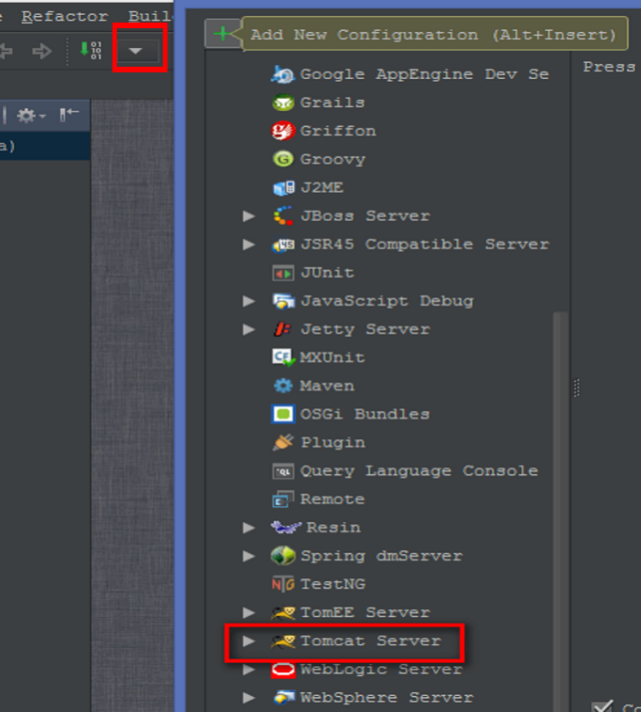 Refactor Buil
Add New Configuration (Alt+Insert)
Press
a)
Google AppEngine Dev Se
Grails
Griffon
Groovy
J2ME
JBoss Server
JSR45 Compatible Server
JUnit
JavaScript Debug
Jetty Server
MXUnit
Maven
OSGi Bundles
Plugin
Query Language Console
Remote
Resin
Spring dmServer
TestNG
TomEE Server
Tomcat Server
WebLogic Server
WebSphere Server